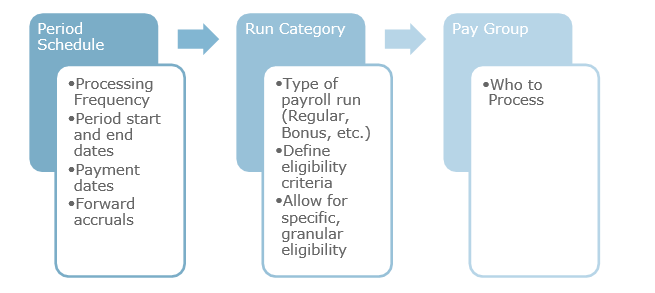 Period
Schedule
•Processing
Frequency
•Period start
and end
dates
•Payment
dates
•Forward
accruals
Run Category
•Type of
payroll run
(Regular,
Bonus, etc.)
•Define
eligibility
criteria
•Allow for
specific,
granular
eligibility
Pay Group
•Who to
Process